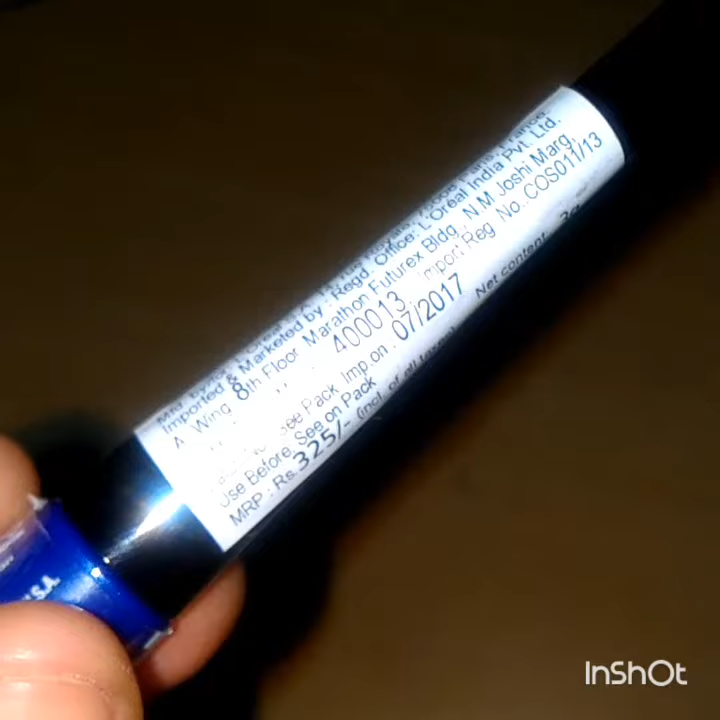 Mfd. by
Imported & Marketed by : Regd. Office: L'Oréal India Pvt. Ltd.
A Wing 8th Floor Marathon Futurex Bldg N.M Joshi Marg,
400013. Import Reg No.:COS011/13
See Pack Imp.on : 07/2017
Use Before See on Pack
MRP : Rs.325/- (incl. of all taxes) Net content
InShOt